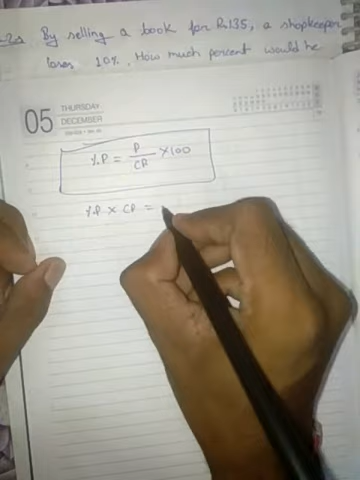 By selling a book for Rs135, a shopkeeper
loses 10%. How much percent would he
05
THURSDAY
DECEMBER
%P = P/CP × 100
%P × CP =